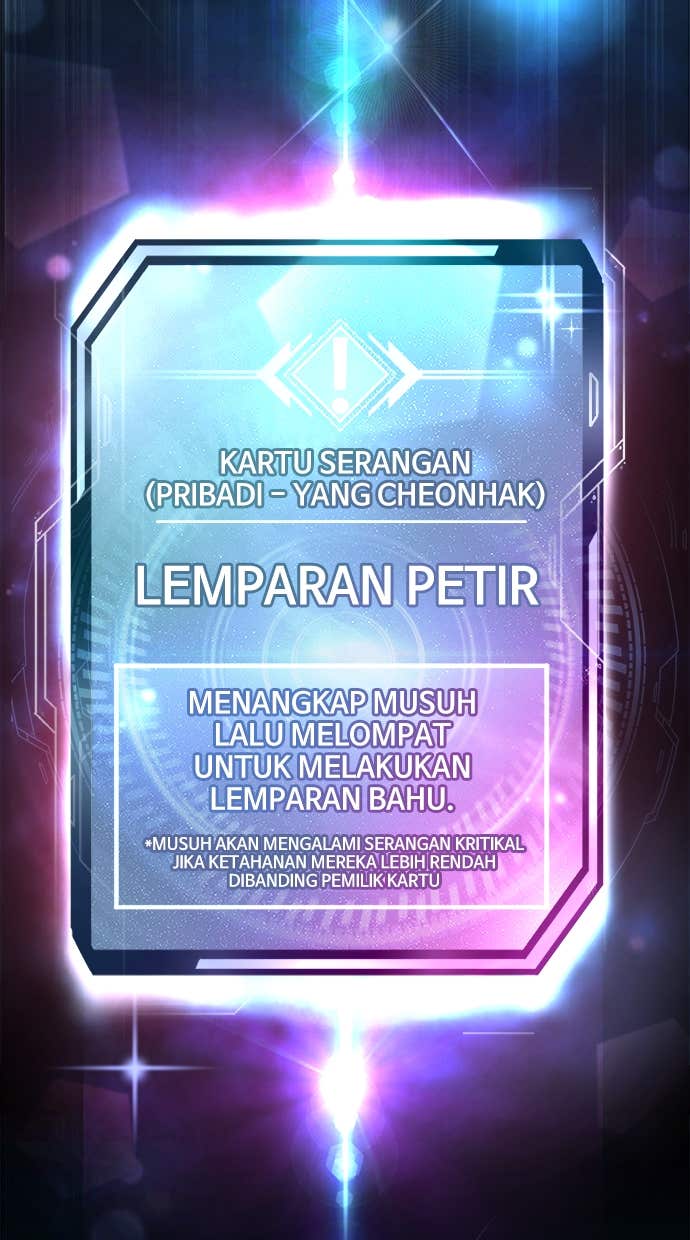 !
KARTU SERANGAN
(PRIBADI – YANG CHEONHAK)
LEMPARAN PETIR
MENANGKAP MUSUH
LALU MELOMPAT
UNTUK MELAKUKAN
LEMPARAN BAHU.
*MUSUH AKAN MENGALAMI SERANGAN KRITIKAL
JIKA KETAHANAN MEREKA LEBIH RENDAH
DIBANDING PEMILIK KARTU